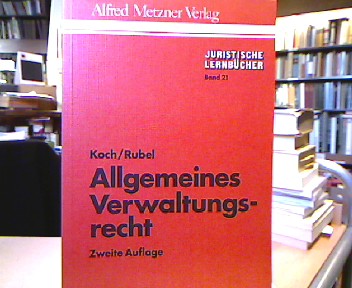 Alfred Metzner Verlag
JURISTISCHE
LERNBÜCHER
Band 21
Koch/Rubel
Allgemeines
Verwaltungs-
recht
Zweite Auflage